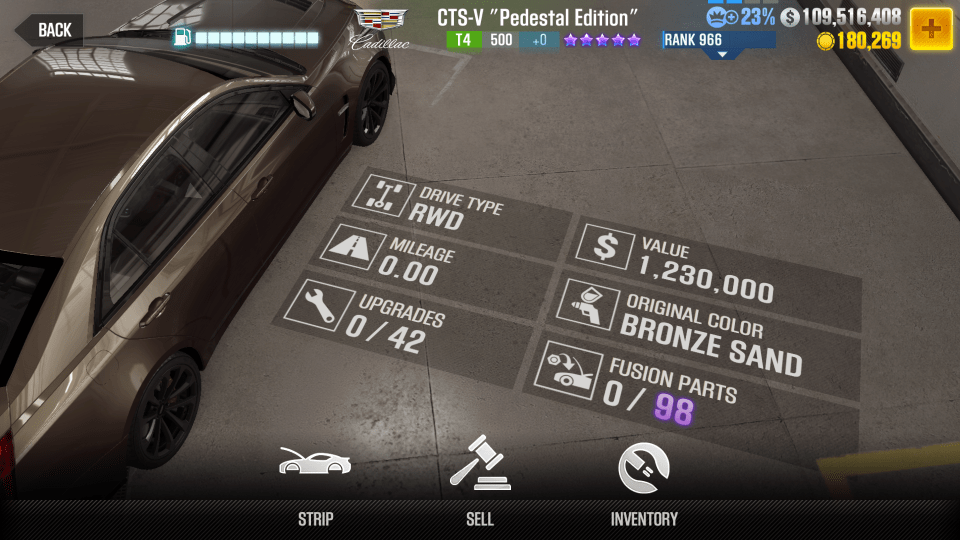 BACK
Cadillac
CTS-V "Pedestal Edition"
T4 500 +0
RANK 966
23%
109,516,408
180,269
DRIVE TYPE
RWD
MILEAGE
0.00
UPGRADES
0 / 42
VALUE
1,230,000
ORIGINAL COLOR
BRONZE SAND
FUSION PARTS
0 / 98
STRIP
SELL
INVENTORY